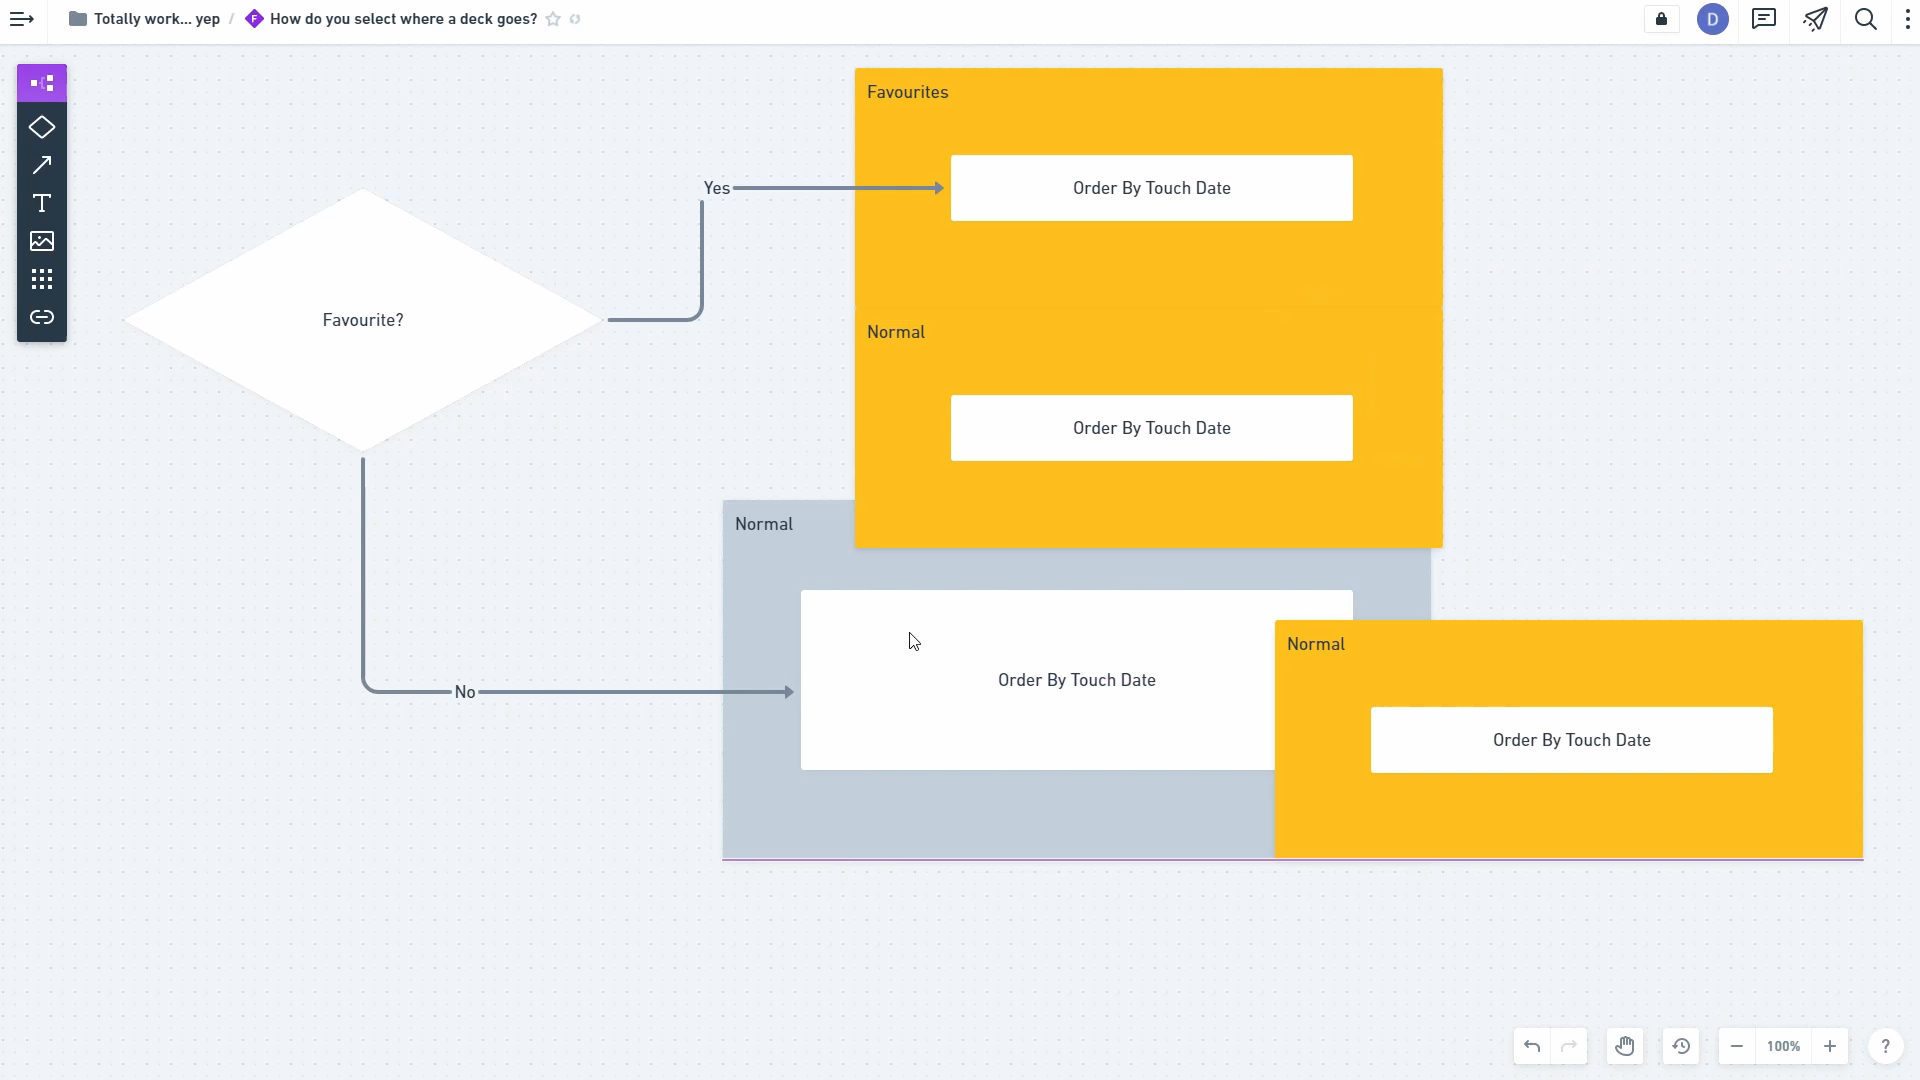 Totally work... yep / How do you select where a deck goes?
D
Favourites
Yes
Order By Touch Date
Favourite?
Normal
Order By Touch Date
Normal
Normal
Order By Touch Date
No
Order By Touch Date
100%
?